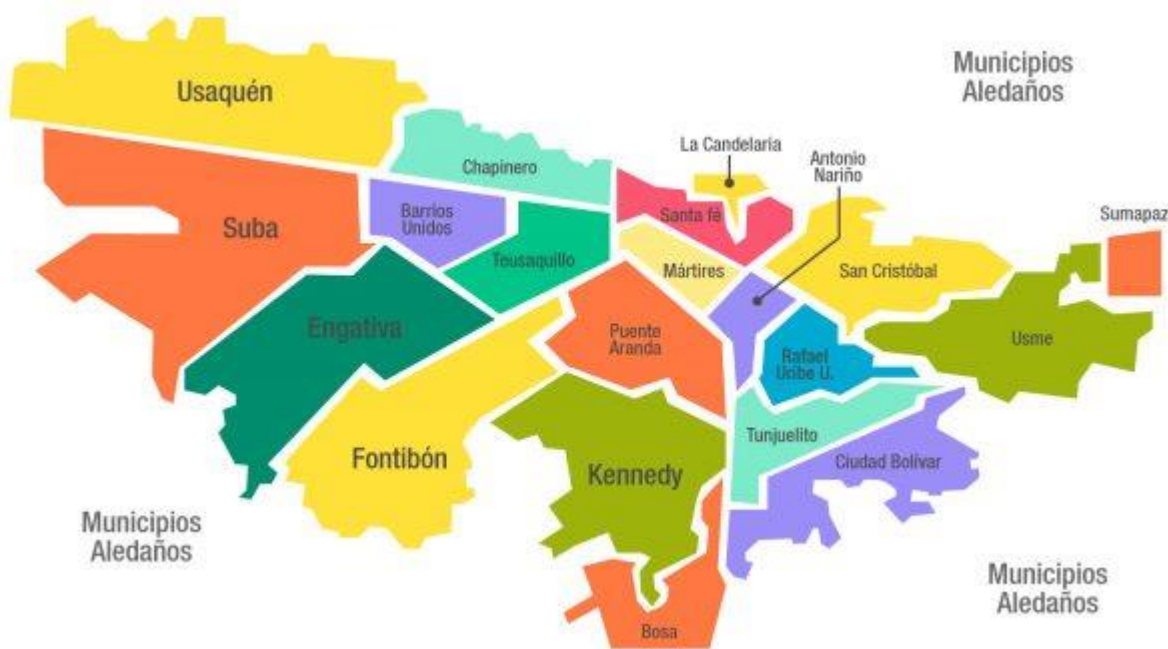 Municipios
Aledaños
Usaquén
La Candelaria
Antonio
Nariño
Chapinero
Barrios
Unidos
Santa fé
Sumapaz
Suba
Teusaquillo
Mártires
San Cristóbal
Engativa
Puente
Aranda
Rafael
Uribe U.
Usme
Tunjuelito
Fontibón
Kennedy
Ciudad Bolívar
Municipios
Aledaños
Municipios
Aledaños
Bosa